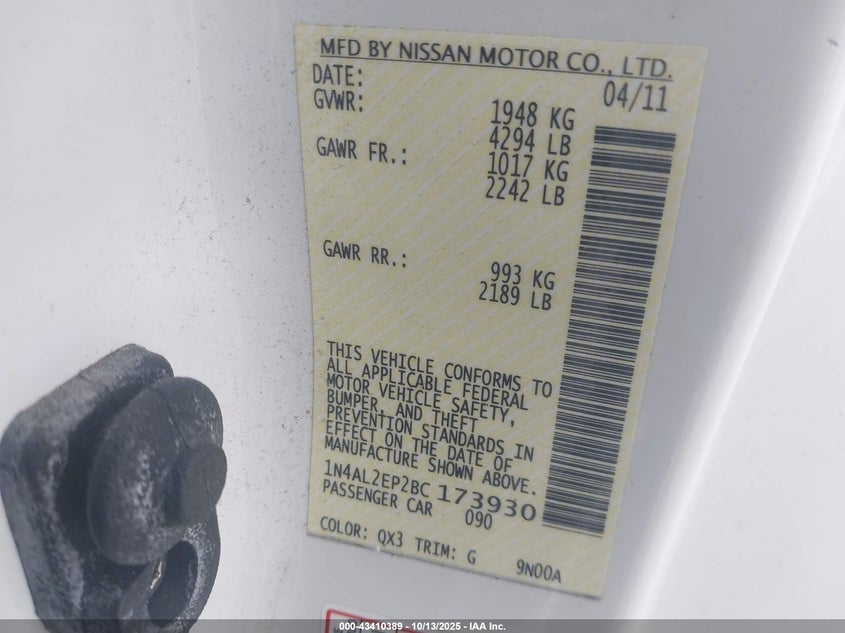 MFD BY NISSAN MOTOR CO., LTD.
DATE: 04/11
GVWR: 1948 KG
4294 LB
GAWR FR.: 1017 KG
2242 LB
GAWR RR.: 993 KG
2189 LB
THIS VEHICLE CONFORMS TO
ALL APPLICABLE FEDERAL
MOTOR VEHICLE SAFETY,
BUMPER, AND THEFT
PREVENTION STANDARDS IN
EFFECT ON THE DATE OF
MANUFACTURE SHOWN ABOVE.
1N4AL2EP2BC 173930
PASSENGER CAR 090
COLOR: QX3 TRIM: G 9N00A
000-43410389 - 10/13/2025 - IAA Inc.